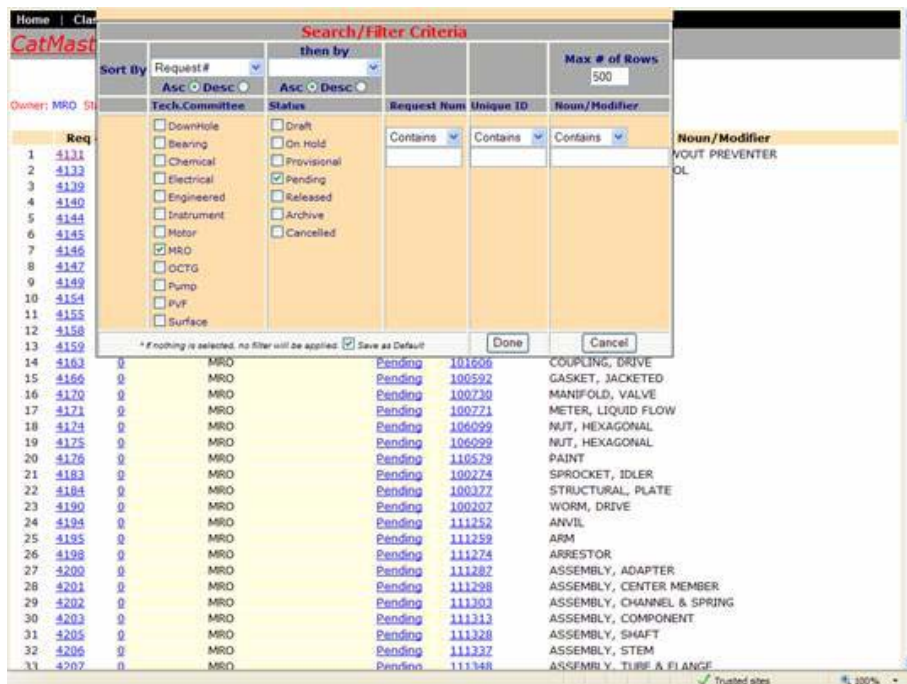 Home | Clas
Search/Filter Criteria
CatMast
Sort By Request# then by Max # of Rows
500
Asc Desc Asc Desc
Owner: MRO St
Tech.Committee Status Request Num Unique ID Noun/Modifier
DownHole Draft Contains Contains Contains
Bearing On Hold
Chemical Provisional
Electrical Pending
Engineered Released
Instrument Archive
Motor Cancelled
MRO
OCTG
Pump
PVF
Surface
* if nothing is selected, no filter will be applied. Save as Default Done Cancel
Req Noun/Modifier
1 4131 WOUT PREVENTER
2 4133 OL
3 4139
4 4140
5 4144
6 4145
7 4146
8 4147
9 4149
10 4154
11 4155
12 4158
13 4159
14 4163 0 MRO Pending 101606 COUPLING, DRIVE
15 4166 0 MRO Pending 100592 GASKET, JACKETED
16 4170 0 MRO Pending 100730 MANIFOLD, VALVE
17 4171 0 MRO Pending 100771 METER, LIQUID FLOW
18 4174 0 MRO Pending 106099 NUT, HEXAGONAL
19 4175 0 MRO Pending 106099 NUT, HEXAGONAL
20 4176 0 MRO Pending 110579 PAINT
21 4183 0 MRO Pending 100274 SPROCKET, IDLER
22 4184 0 MRO Pending 100377 STRUCTURAL, PLATE
23 4190 0 MRO Pending 100207 WORM, DRIVE
24 4194 0 MRO Pending 111252 ANVIL
25 4195 0 MRO Pending 111259 ARM
26 4198 0 MRO Pending 111274 ARRESTOR
27 4200 0 MRO Pending 111287 ASSEMBLY, ADAPTER
28 4201 0 MRO Pending 111298 ASSEMBLY, CENTER MEMBER
29 4202 0 MRO Pending 111303 ASSEMBLY, CHANNEL & SPRING
30 4203 0 MRO Pending 111313 ASSEMBLY, COMPONENT
31 4205 0 MRO Pending 111328 ASSEMBLY, SHAFT
32 4206 0 MRO Pending 111337 ASSEMBLY, STEM
33 4207 0 MRO Pending 111348 ASSEMBLY, TUBE & FLANGE
Trusted sites 100%